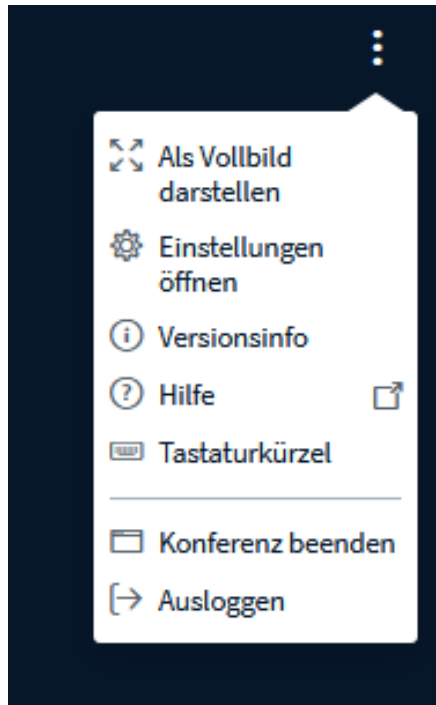 Als Vollbild
darstellen
Einstellungen
öffnen
Versionsinfo
Hilfe
Tastaturkürzel
Konferenz beenden
Ausloggen